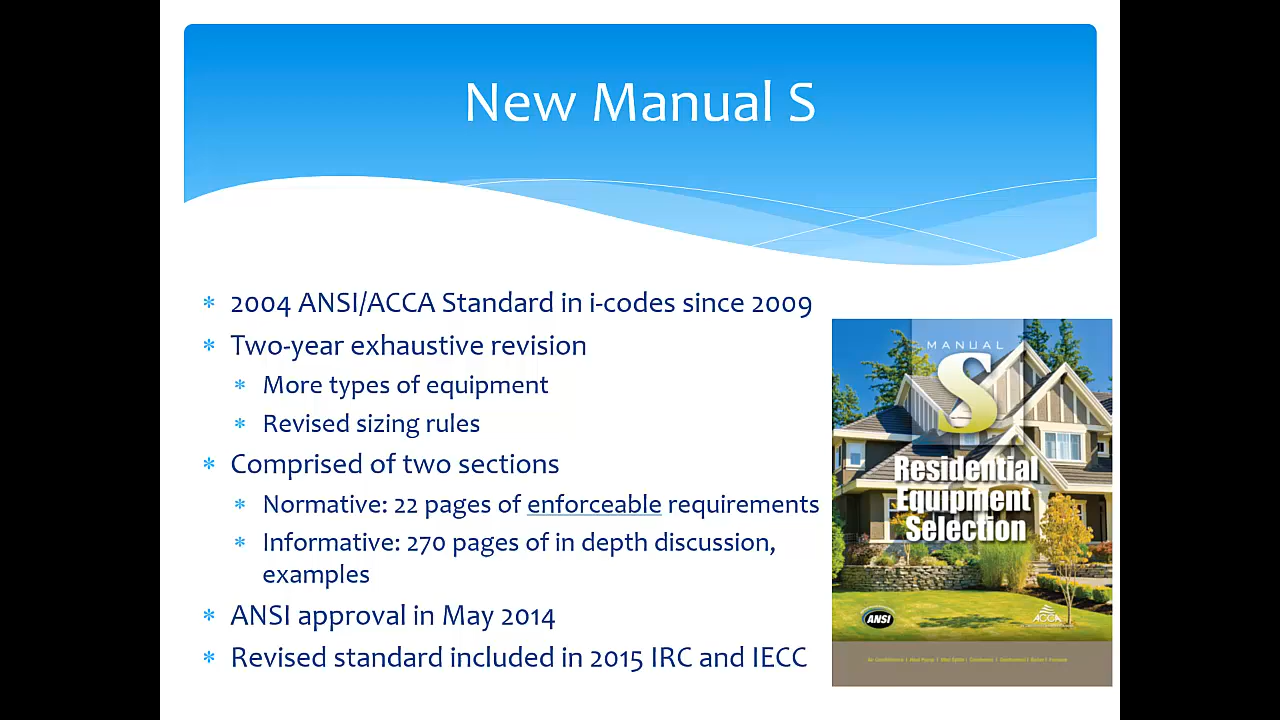 New Manual S
* 2004 ANSI/ACCA Standard in i-codes since 2009
* Two-year exhaustive revision
* More types of equipment
* Revised sizing rules
* Comprised of two sections
* Normative: 22 pages of enforceable requirements
* Informative: 270 pages of in depth discussion,
examples
* ANSI approval in May 2014
* Revised standard included in 2015 IRC and IECC
MANUAL
S
Residential
Equipment
Selection
ANSI
ACCA